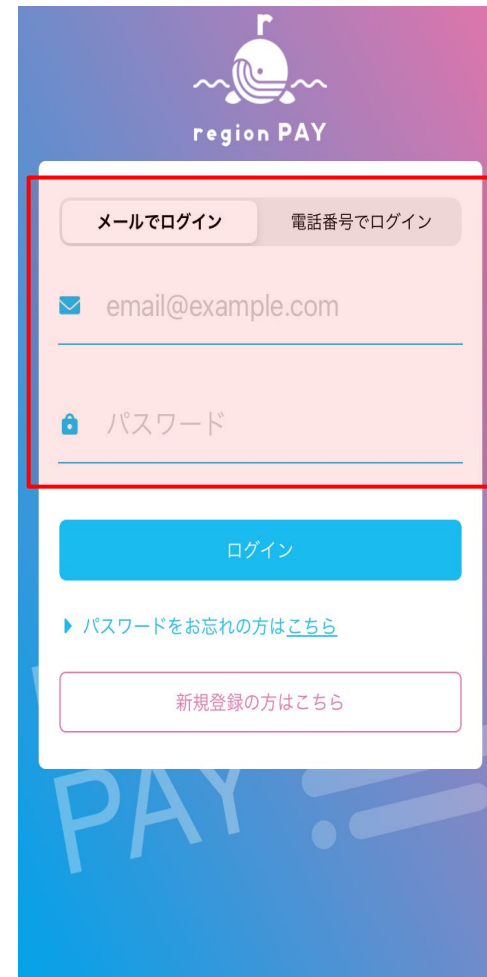 r
region PAY
メールでログイン 電話番号でログイン
email@example.com
パスワード
ログイン
パスワードをお忘れの方はこちら
新規登録の方はこちら
PAY